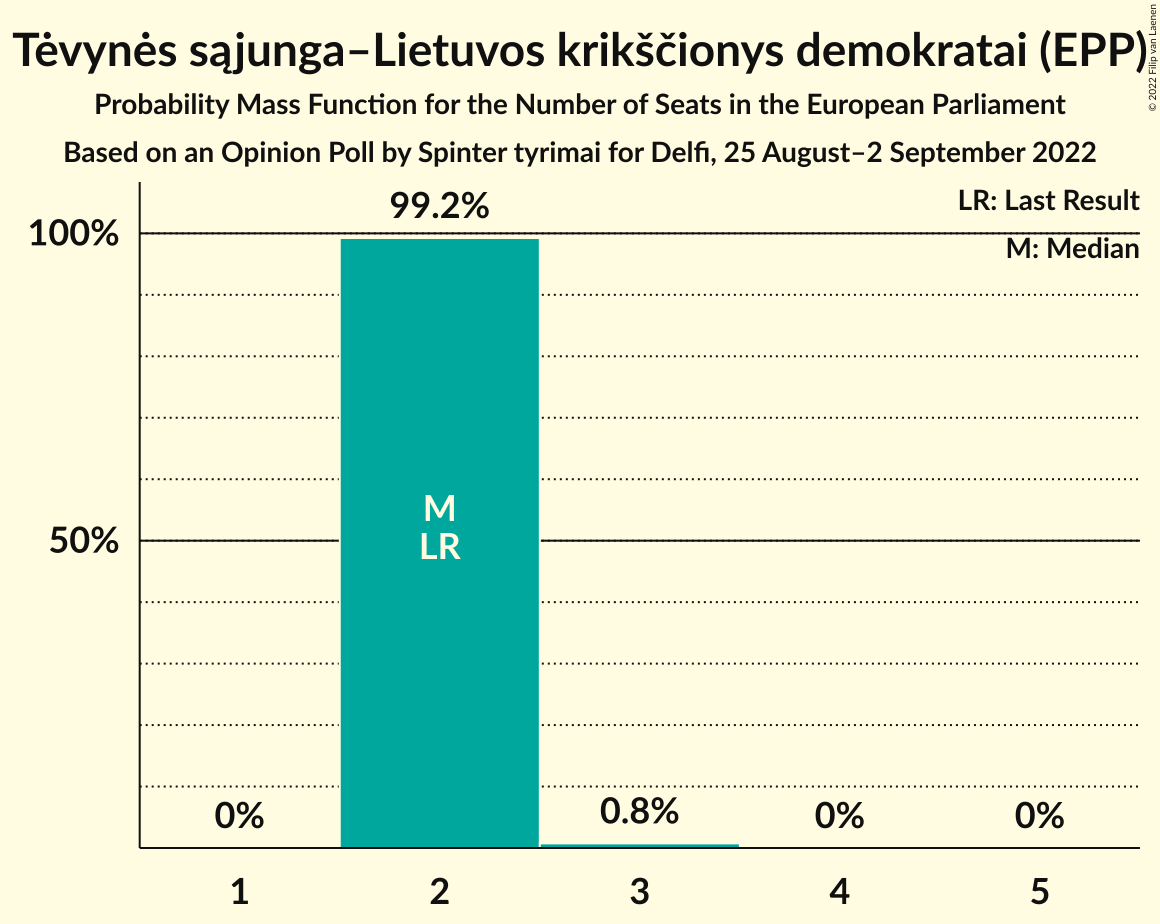 Tėvynės sąjunga–Lietuvos krikščionys demokratai (EPP)
© 2022 Filip van Laenen
Probability Mass Function for the Number of Seats in the European Parliament
Based on an Opinion Poll by Spinter tyrimai for Delfi, 25 August–2 September 2022
LR: Last Result
M: Median
100%
50%
99.2%
M
LR
0%
0.8%
0%
0%
1
2
3
4
5